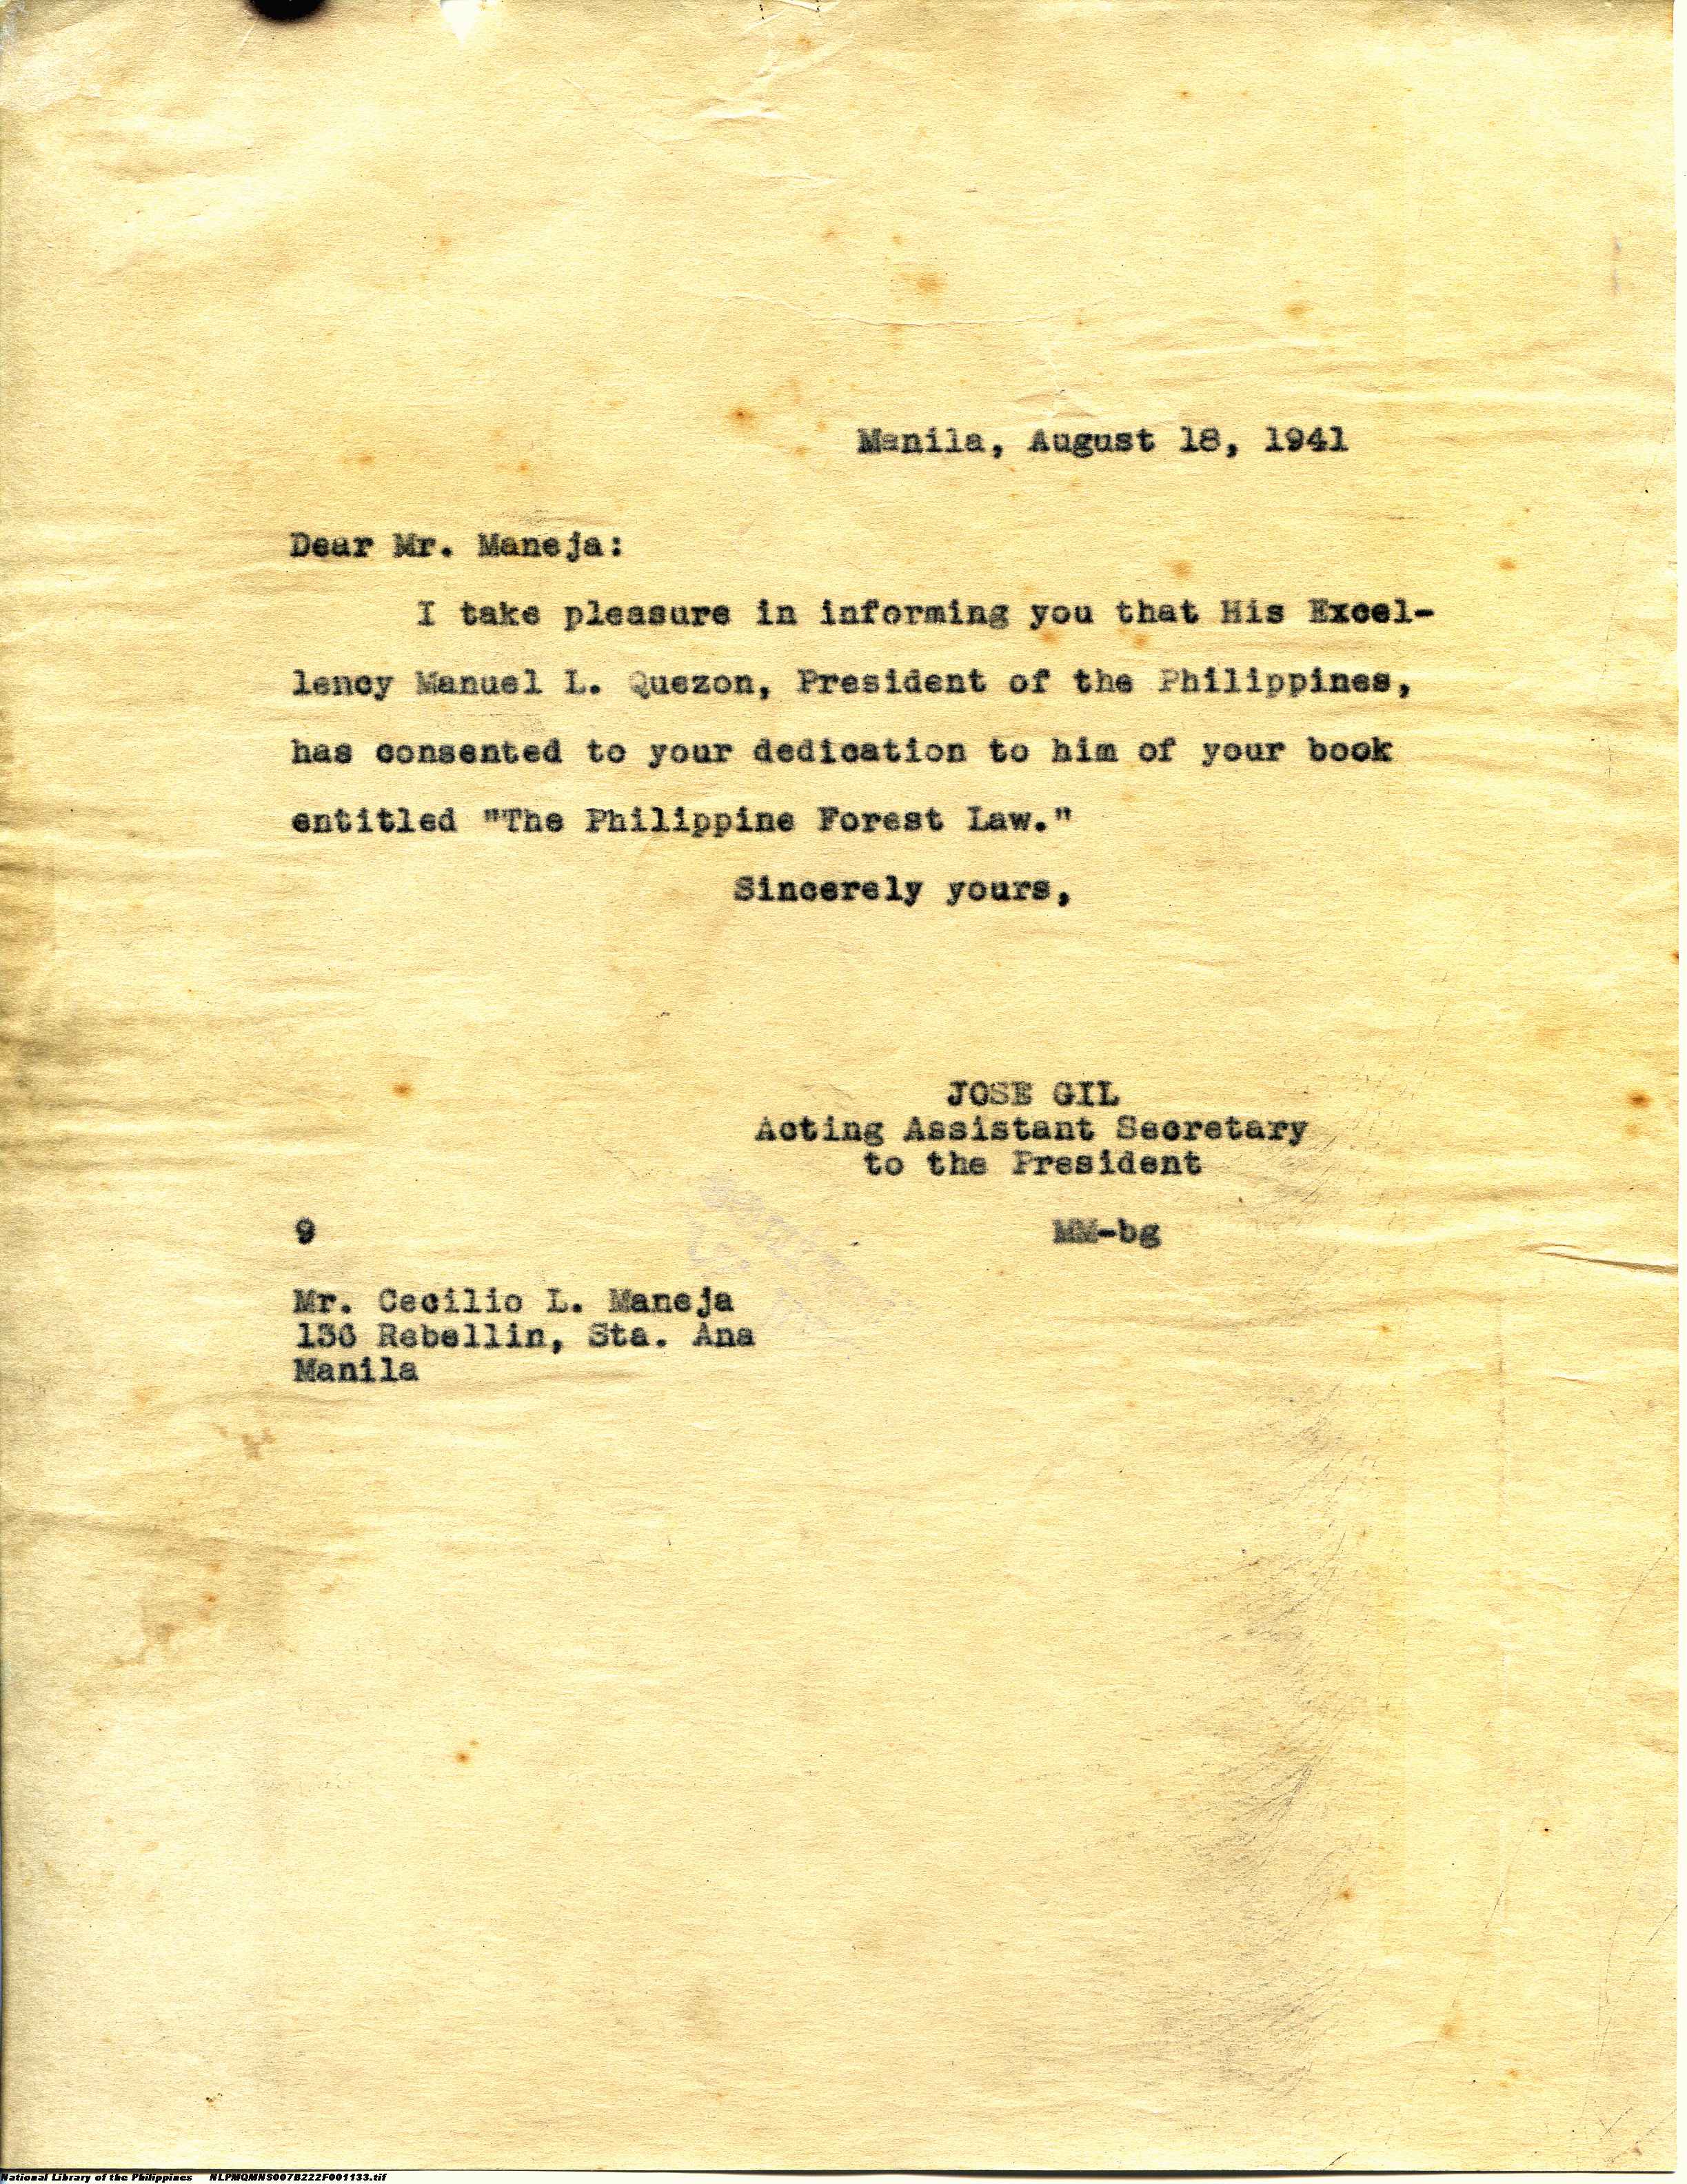 Manila, August 18, 1941
Dear Mr. Maneja:
I take pleasure in informing you that His Excel-
lency Manuel L. Quezon, President of the Philippines,
has consented to your dedication to him of your book
entitled "The Philippine Forest Law."
Sincerely yours,
JOSE GIL
Acting Assistant Secretary
to the President
9 MM-bg
Mr. Cecilio L. Maneja
136 Rebellin, Sta. Ana
Manila
National Library of the Philippines NLPMQMNS007B222F001133.tif